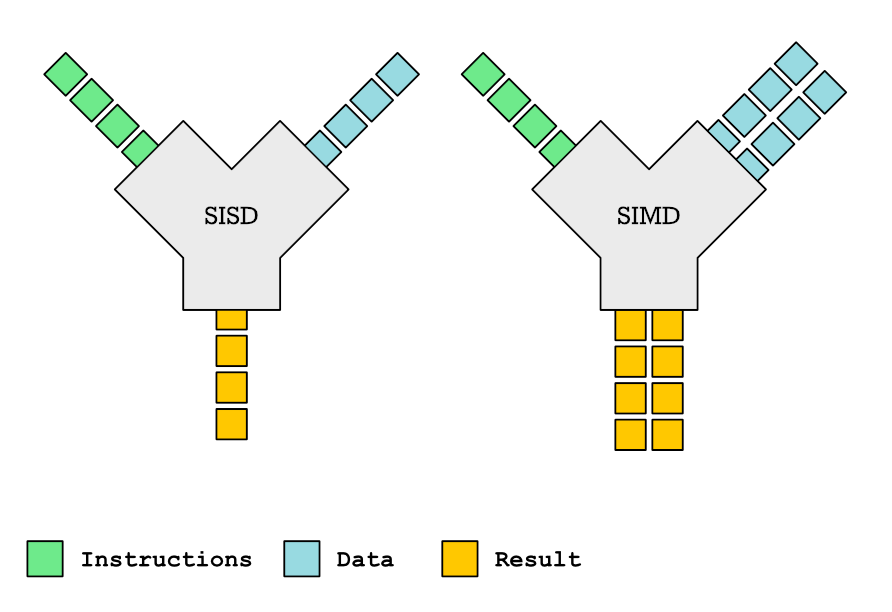 SISD
SIMD
Instructions
Data
Result